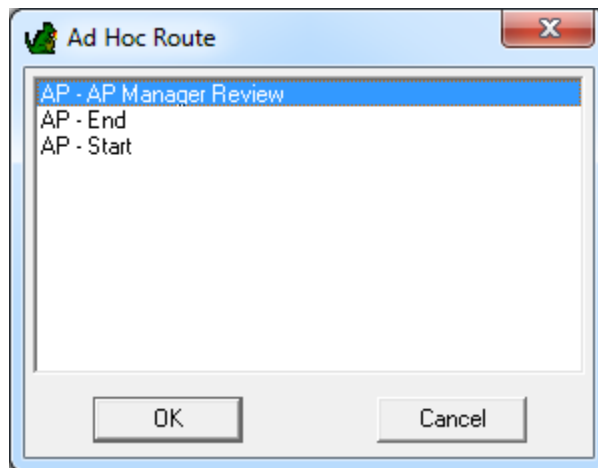 Ad Hoc Route
AP - AP Manager Review
AP - End
AP - Start
OK
Cancel